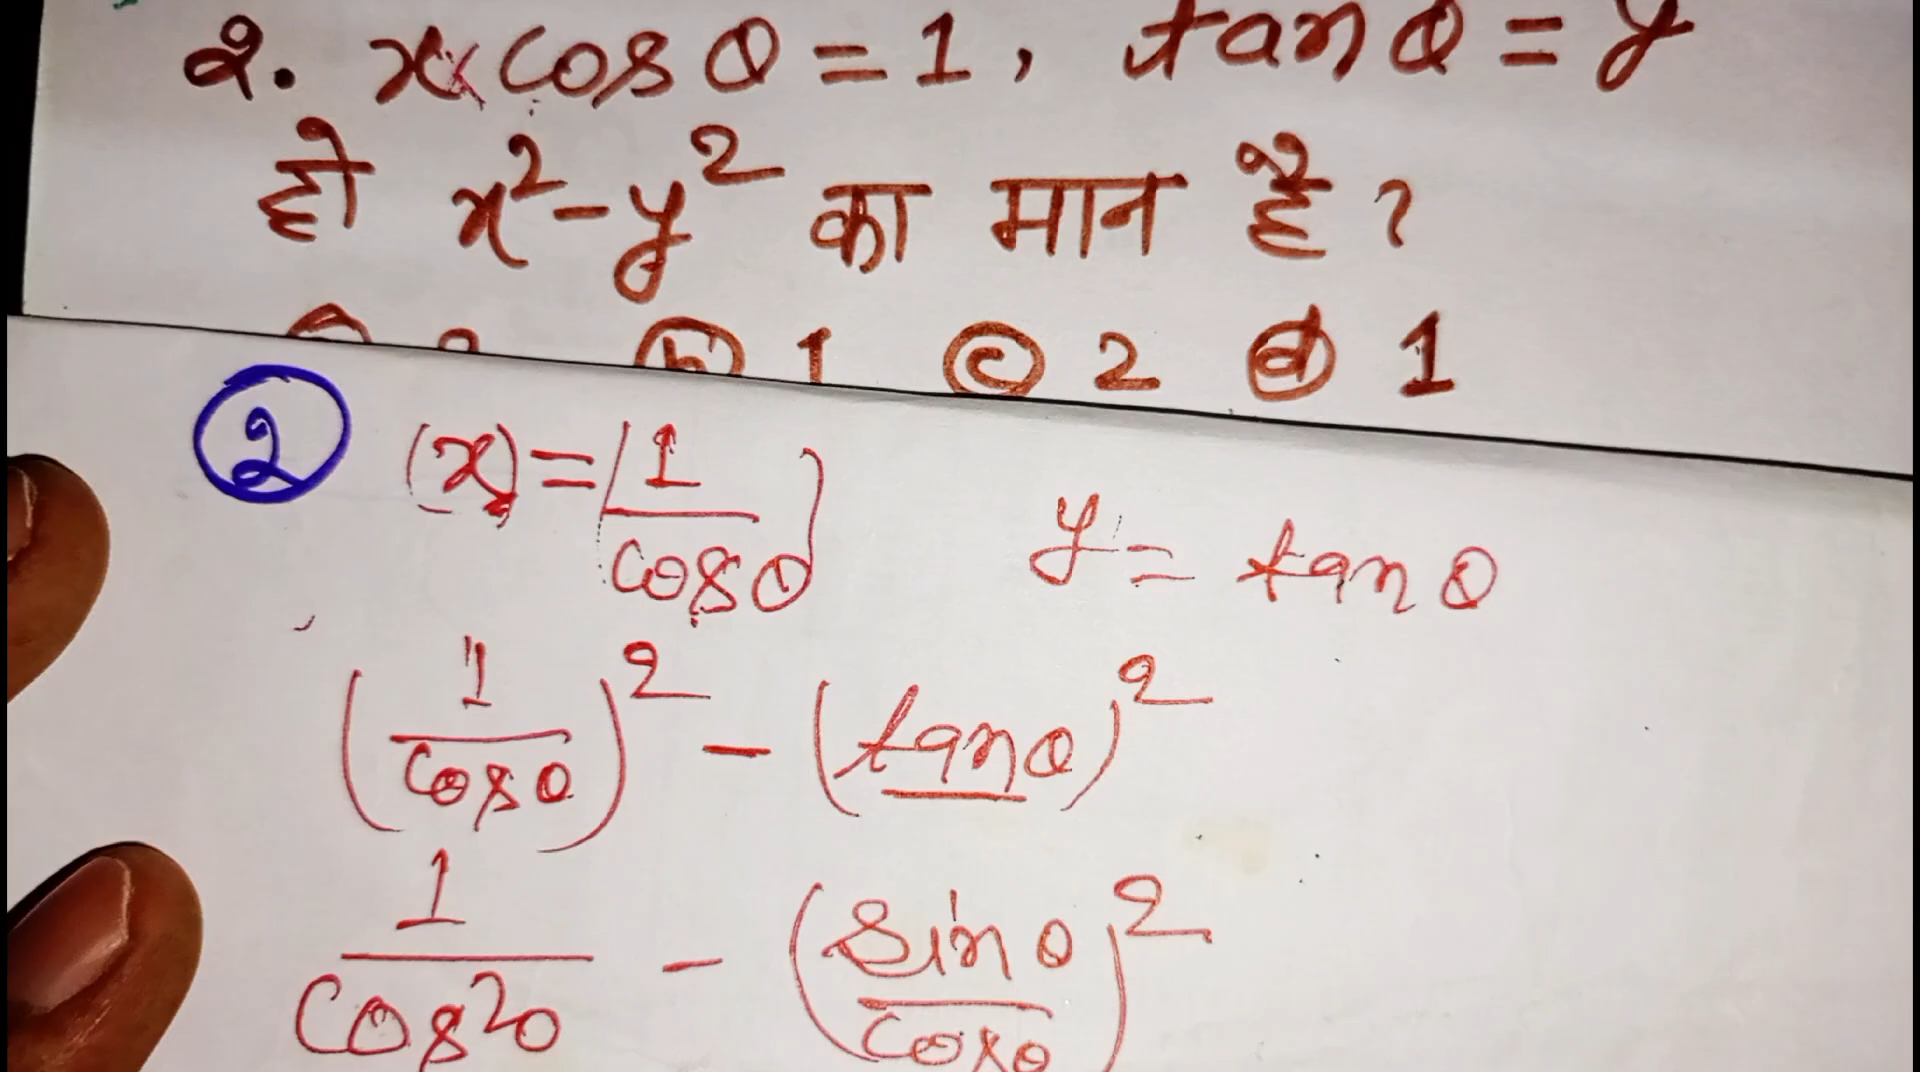 2. x cos θ = 1, tan θ = y
हो x² - y² का मान है?
ⓑ 1 ⓒ 2 ⓓ 1
② (x) = (1/cos θ) y = tan θ
(1/cos θ)² - (tan θ)²
1/cos²θ - (sin θ/cos θ)²